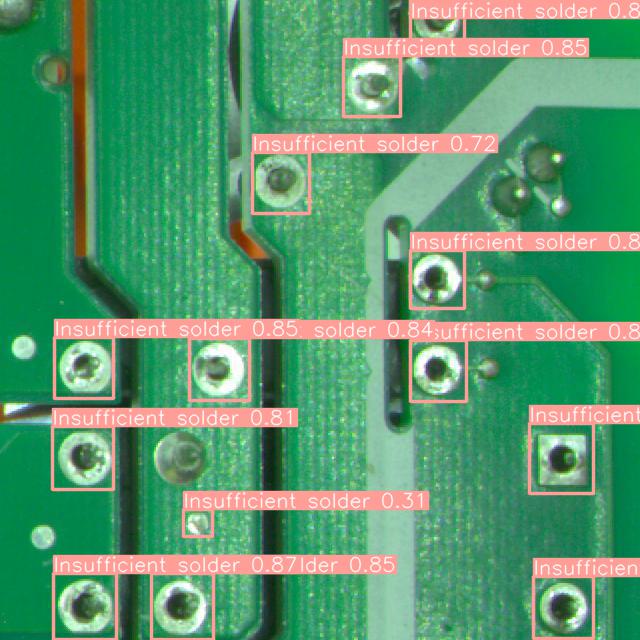 Insufficient solder 0.8
Insufficient solder 0.85
Insufficient solder 0.72
Insufficient solder 0.8
Insufficient solder 0.85 solder 0.84 sufficient solder 0.8
Insufficient solder 0.81
Insufficient
Insufficient solder 0.31
Insufficient solder 0.87 lder 0.85
Insufficien